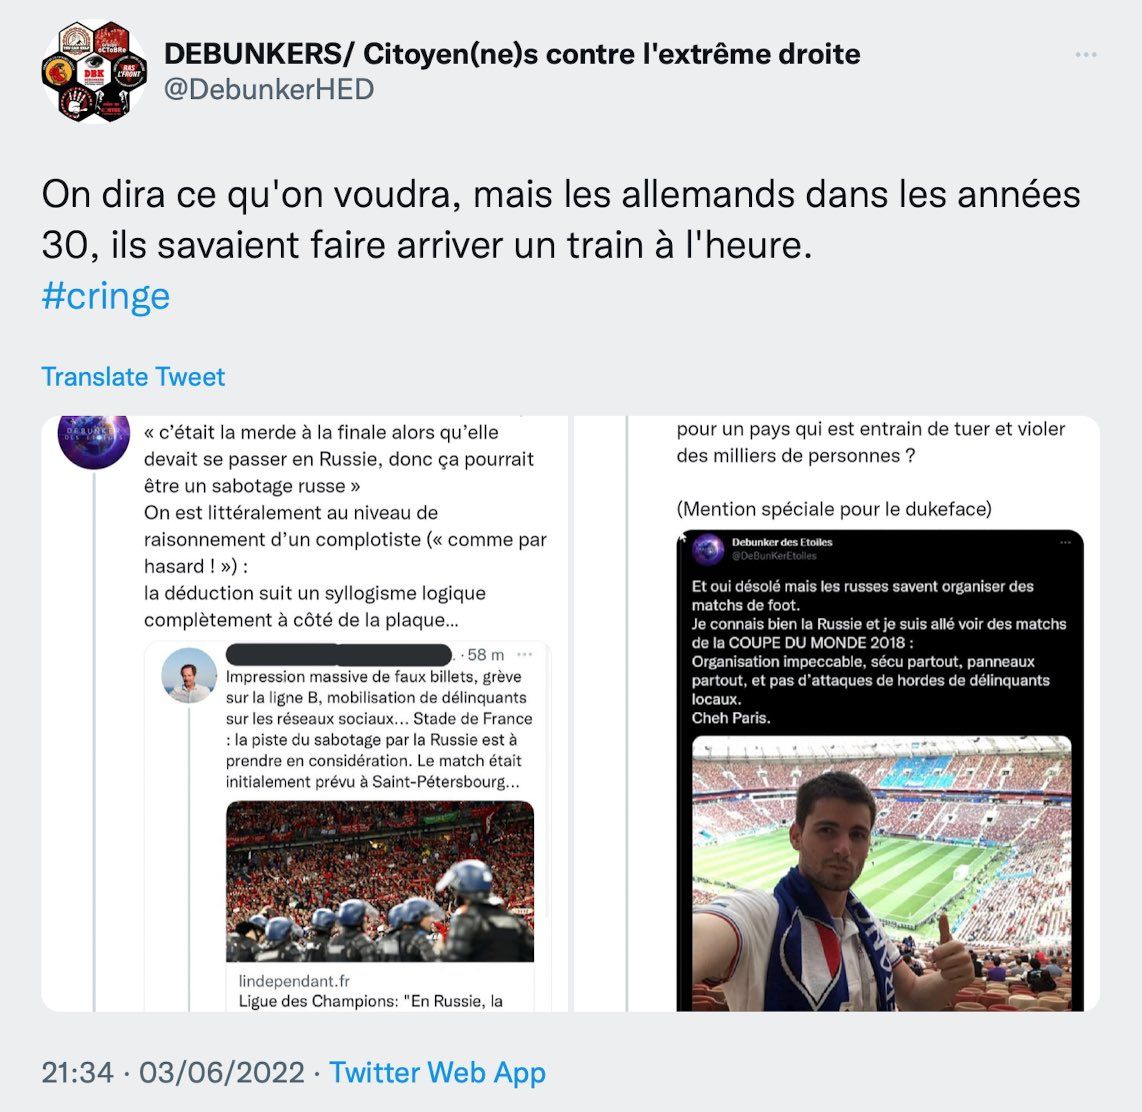 DEBUNKERS/ Citoyen(ne)s contre l'extrême droite
@DebunkerHED
On dira ce qu'on voudra, mais les allemands dans les années
30, ils savaient faire arriver un train à l'heure.
#cringe
Translate Tweet
DEBUNKER
DES ETOILES
« c'était la merde à la finale alors qu'elle
devait se passer en Russie, donc ça pourrait
être un sabotage russe »
On est littéralement au niveau de
raisonnement d'un complotiste (« comme par
hasard ! ») :
la déduction suit un syllogisme logique
complètement à côté de la plaque...
. · 58 m
Impression massive de faux billets, grève
sur la ligne B, mobilisation de délinquants
sur les réseaux sociaux... Stade de France
: la piste du sabotage par la Russie est à
prendre en considération. Le match était
initialement prévu à Saint-Pétersbourg...
lindependant.fr
Ligue des Champions: "En Russie, la
pour un pays qui est entrain de tuer et violer
des milliers de personnes ?
(Mention spéciale pour le dukeface)
Debunker des Etoiles
@DeBunKerEtoiles
Et oui désolé mais les russes savent organiser des
matchs de foot.
Je connais bien la Russie et je suis allé voir des matchs
de la COUPE DU MONDE 2018 :
Organisation impeccable, sécu partout, panneaux
partout, et pas d'attaques de hordes de délinquants
locaux.
Cheh Paris.
21:34 · 03/06/2022 · Twitter Web App